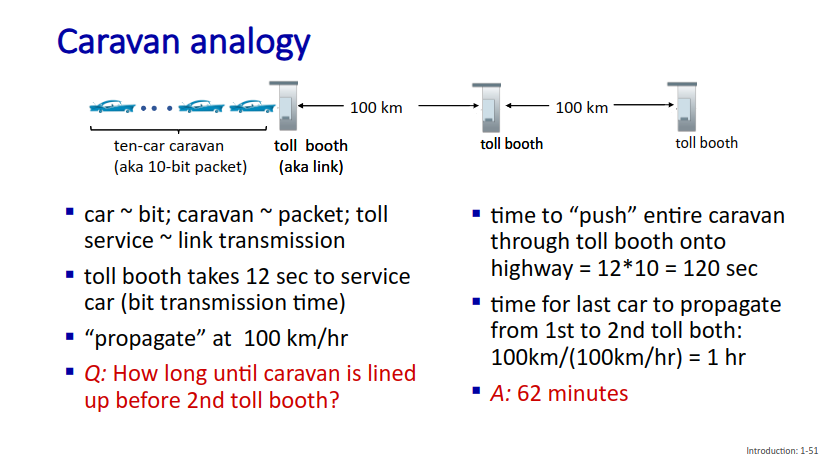 Caravan analogy
100 km
100 km
ten-car caravan
(aka 10-bit packet)
toll booth
(aka link)
toll booth
toll booth
car ~ bit; caravan ~ packet; toll
service ~ link transmission
toll booth takes 12 sec to service
car (bit transmission time)
“propagate” at 100 km/hr
Q: How long until caravan is lined
up before 2nd toll booth?
time to “push” entire caravan
through toll booth onto
highway = 12*10 = 120 sec
time for last car to propagate
from 1st to 2nd toll both:
100km/(100km/hr) = 1 hr
A: 62 minutes
Introduction: 1-51